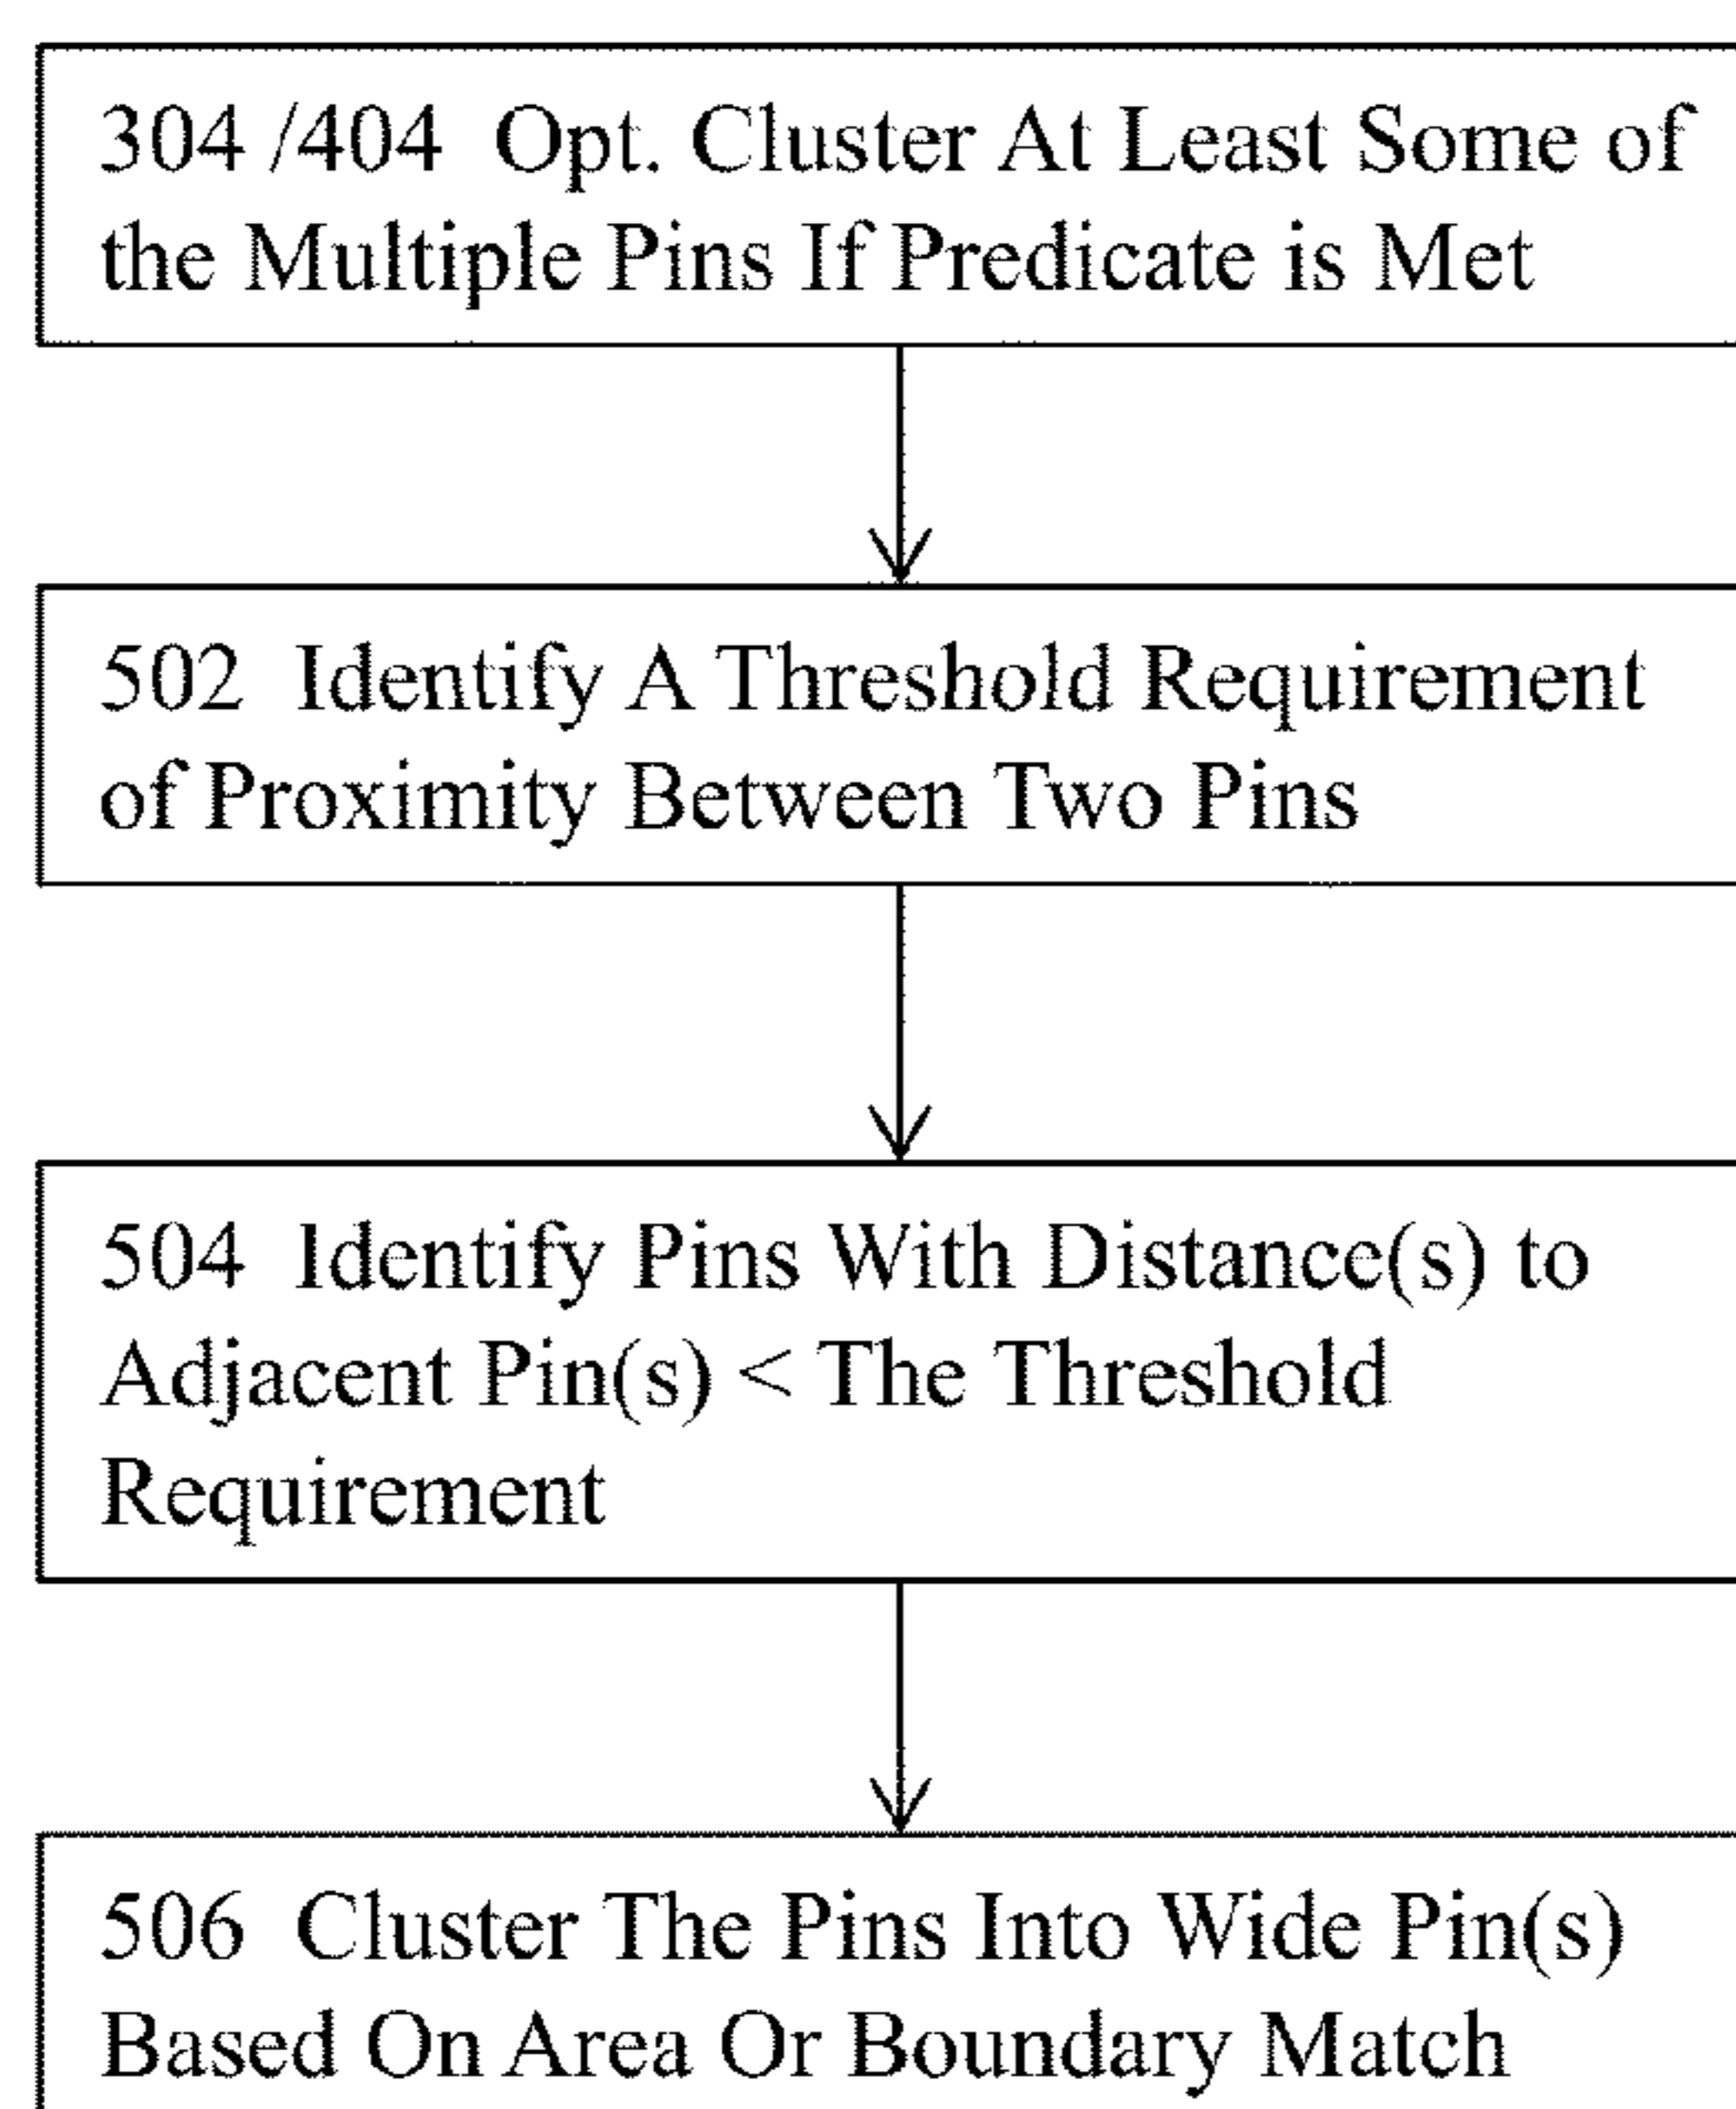 304 /404 Opt. Cluster At Least Some of
the Multiple Pins If Predicate is Met
502 Identify A Threshold Requirement
of Proximity Between Two Pins
504 Identify Pins With Distance(s) to
Adjacent Pin(s) < The Threshold
Requirement
506 Cluster The Pins Into Wide Pin(s)
Based On Area Or Boundary Match